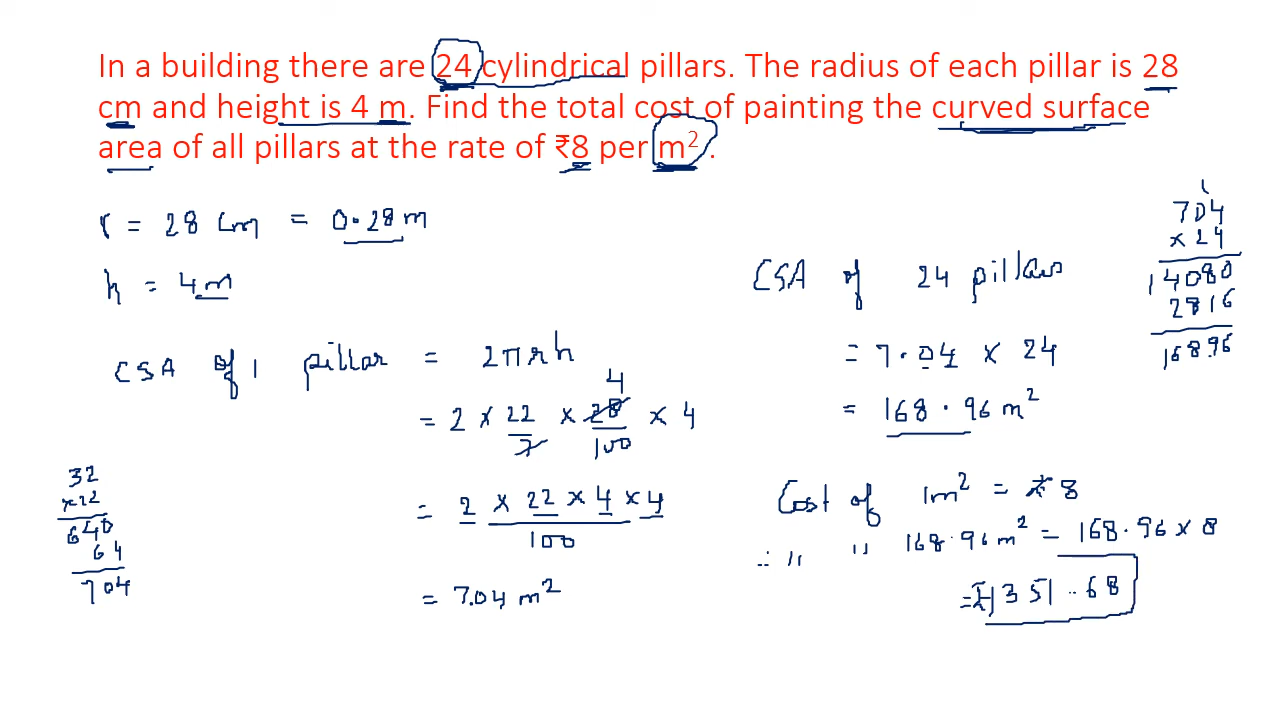 In a building there are 24 cylindrical pillars. The radius of each pillar is 28
cm and height is 4 m. Find the total cost of painting the curved surface
area of all pillars at the rate of ₹8 per m² .
r = 28 cm = 0.28 m
h = 4m
CSA of 1 pillar = 2πrh
= 2 × 22/7 × 28/100 × 4
4
= 2 × 22 × 4 × 4
100
= 7.04 m²
32
×22
640
64
704
CSA of 24 pillars
= 7.04 × 24
= 168.96 m²
1
704
×24
14080
2816
16896
Cost of 1m² = ₹8
∴ " " 168.96 m² = 168.96 × 8
= ₹1351.68